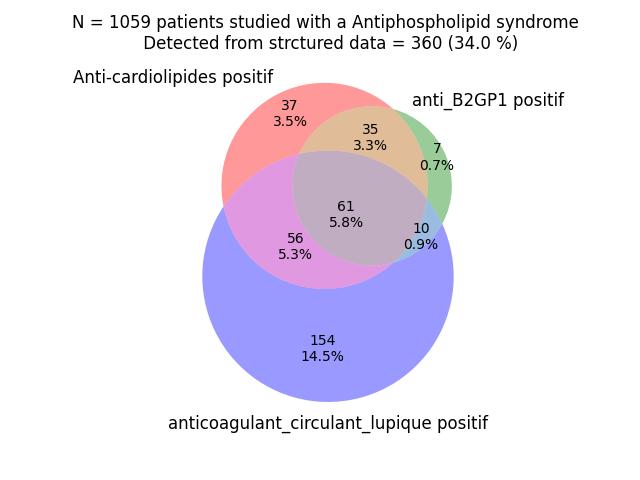 N = 1059 patients studied with a Antiphospholipid syndrome
Detected from strctured data = 360 (34.0 %)
Anti-cardiolipides positif
anti_B2GP1 positif
37
3.5%
35
3.3%
7
0.7%
61
5.8%
10
0.9%
56
5.3%
154
14.5%
anticoagulant_circulant_lupique positif